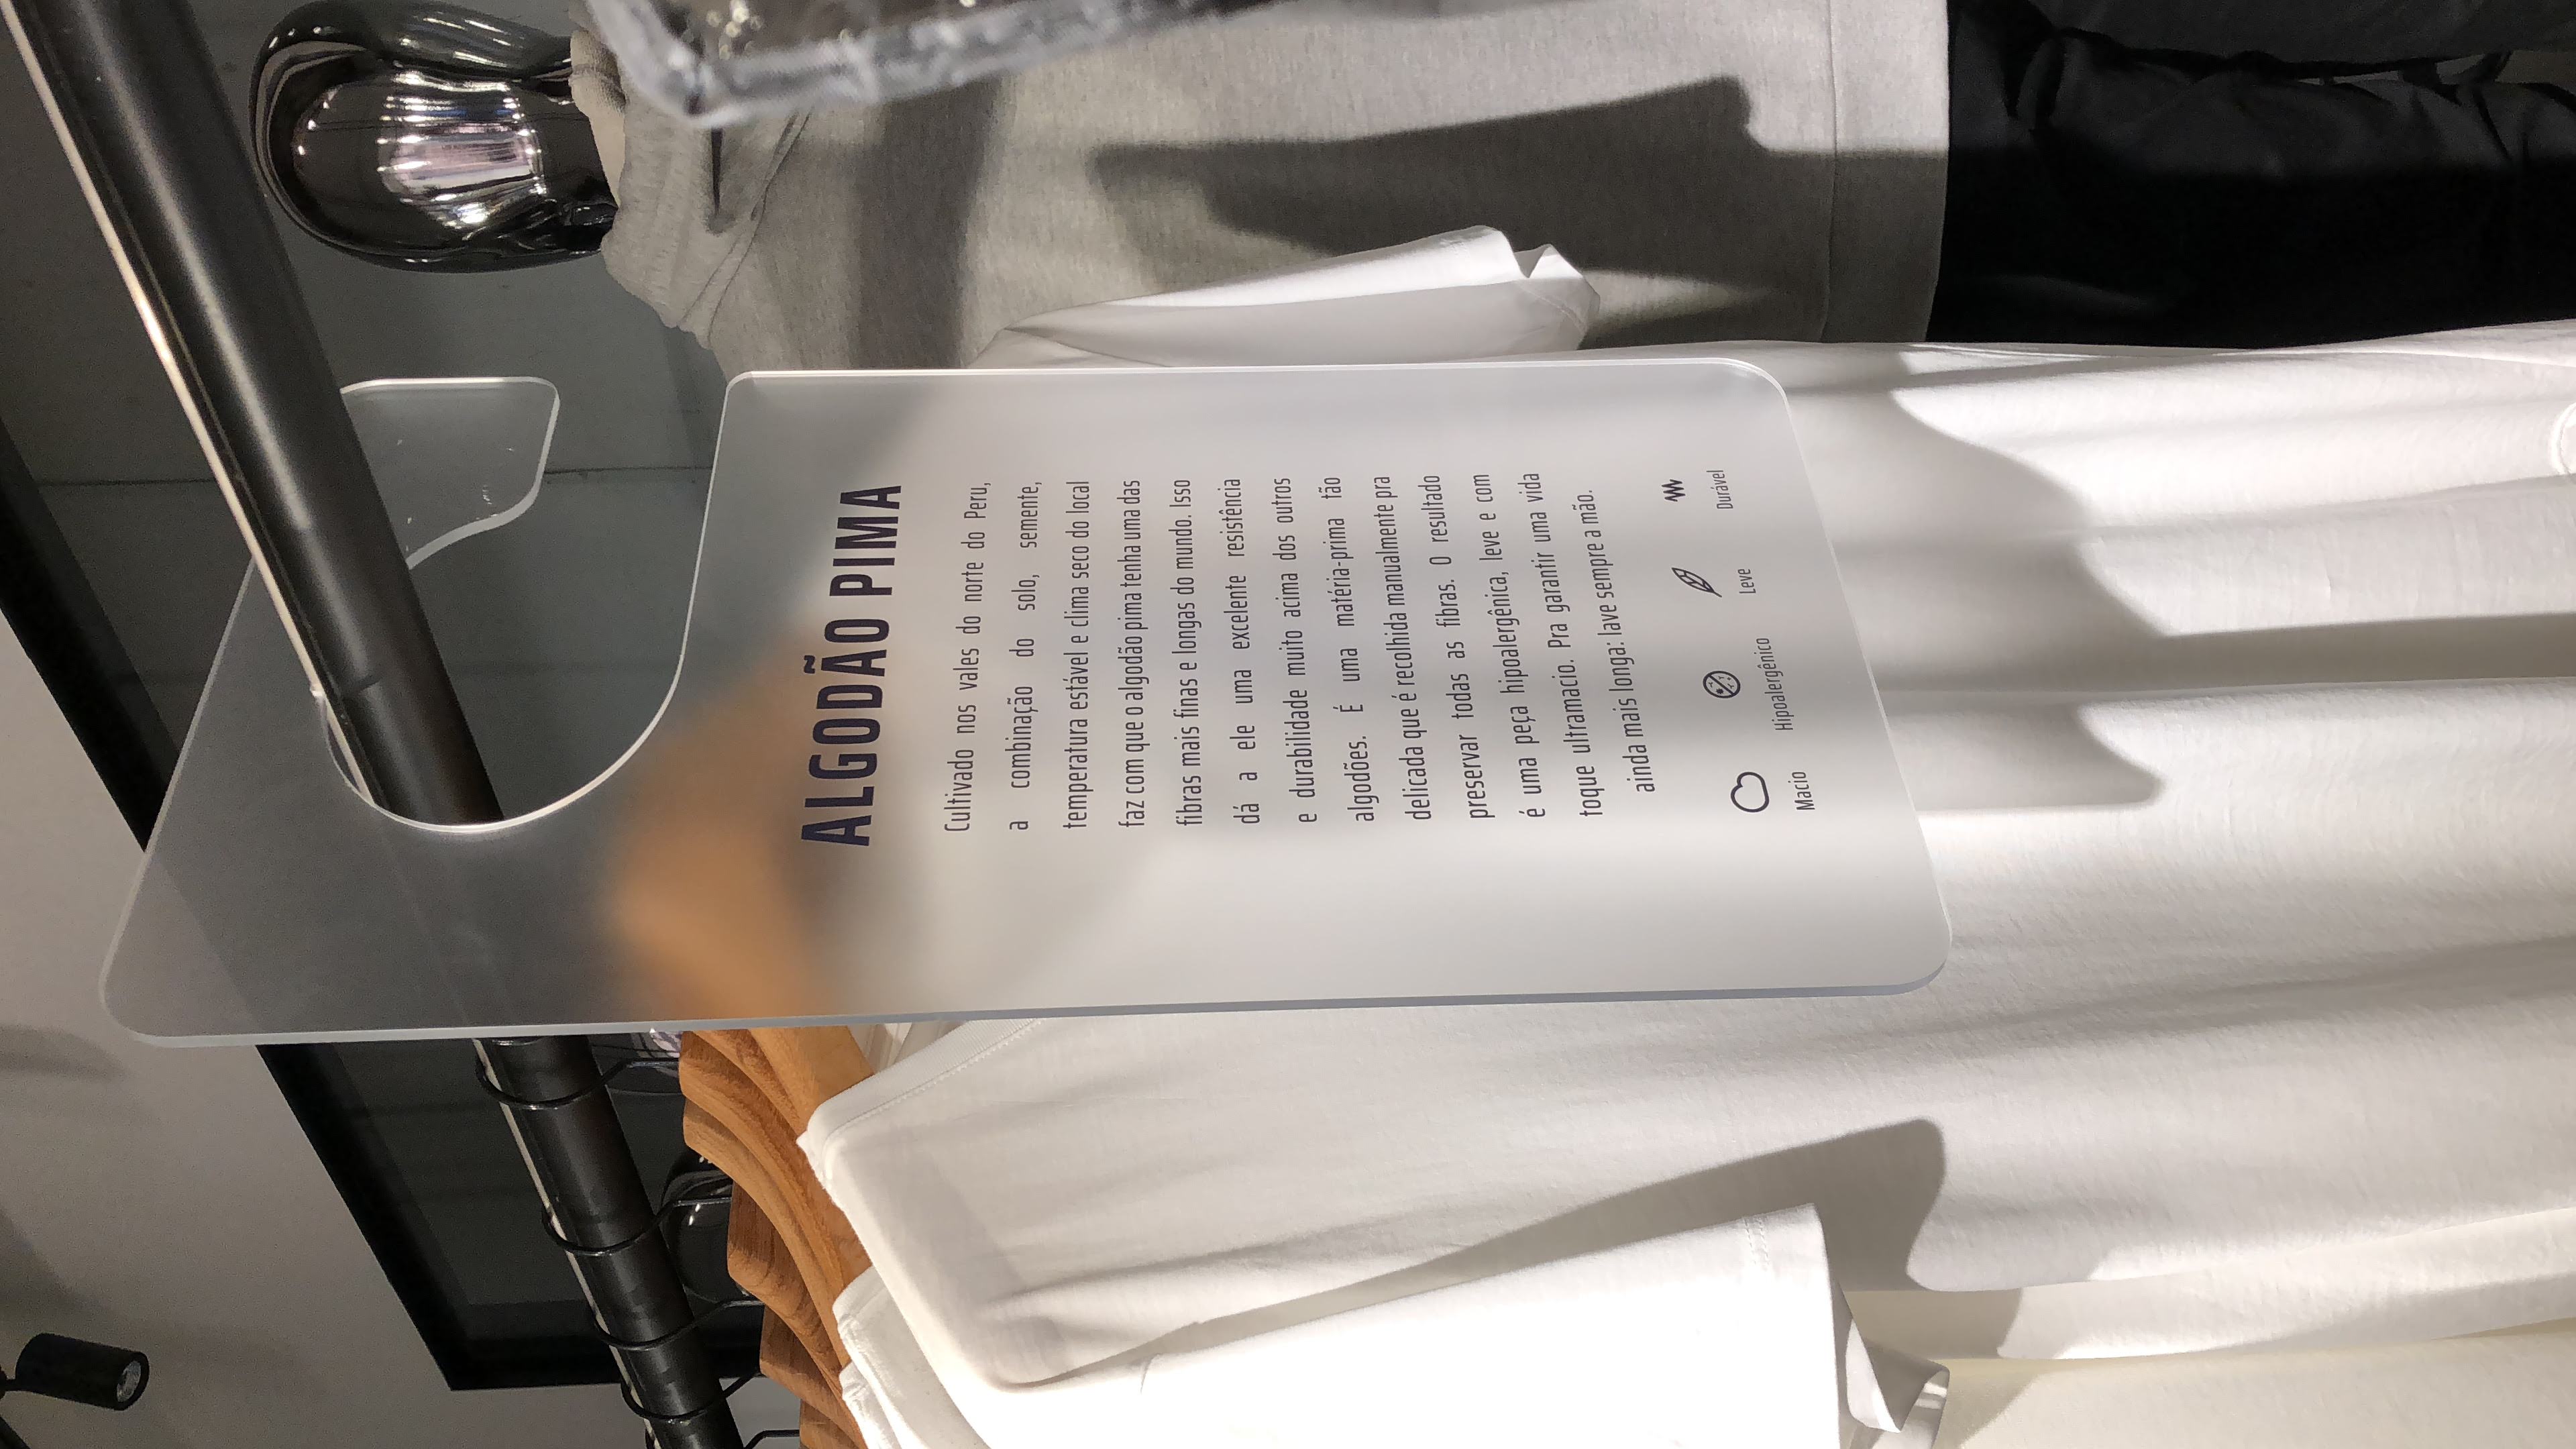 ALGODÃO PIMA
Cultivado nos vales do norte do Peru,
a combinação do solo, semente,
temperatura estável e clima seco do local
faz com que o algodão pima tenha uma das
fibras mais finas e longas do mundo. Isso
dá a ele uma excelente resistência
e durabilidade muito acima dos outros
algodões. É uma matéria-prima tão
delicada que é recolhida manualmente pra
preservar todas as fibras. O resultado
é uma peça hipoalergênica, leve e com
toque ultramacio. Pra garantir uma vida
ainda mais longa: lave sempre a mão.
Macio
Hipoalergênico
Leve
Durável